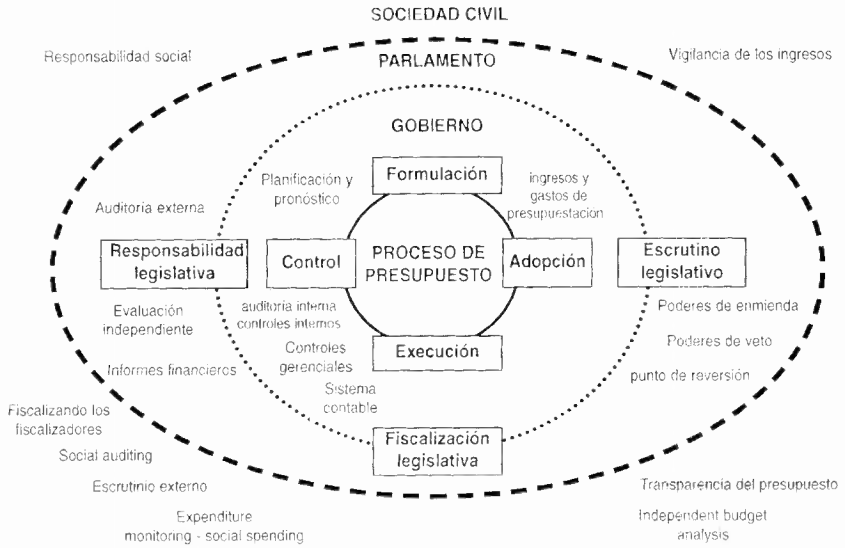 SOCIEDAD CIVIL
Responsabilidad social
PARLAMENTO
Vigilancia de los ingresos
GOBIERNO
Planificación y
pronóstico
Formulación
ingresos y
gastos de
presupuestacion
Auditoria externa
Responsabilidad
legislativa
Control
PROCESO DE
PRESUPUESTO
Adopción
Escrutino
legislativo
Evaluación
independiente
auditoria interna
controles internos
Poderes de enmienda
Controles
gerenciales
Execución
Poderes de veto
Informes financieros
punto de reversión
Sistema
contable
Fiscalizando los
fiscalizadores
Fiscalización
legislativa
Social auditing
Escrutinio externo
Transparencia del presupuesto
Expenditure
monitoring - social spending
Independent budget
analysis